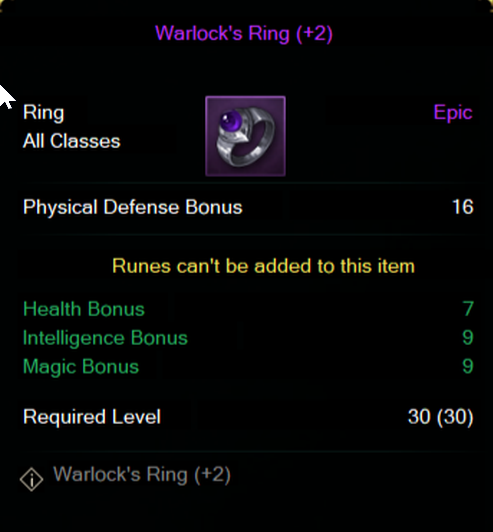 Warlock's Ring (+2)
Ring Epic
All Classes
Physical Defense Bonus 16
Runes can't be added to this item
Health Bonus 7
Intelligence Bonus 9
Magic Bonus 9
Required Level 30 (30)
Warlock's Ring (+2)